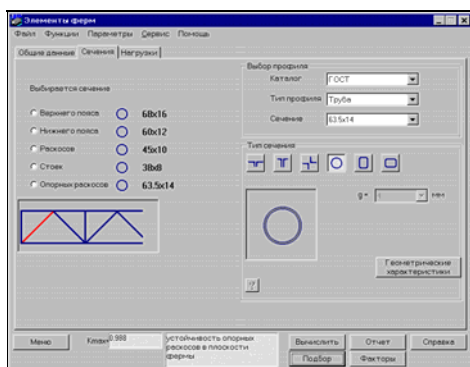 Элементы ферм
Файл Функции Параметры Сервис Помощь
Общие данные Сечения Нагрузки
Выбирается сечение
Верхнего пояса 68x16
Нижнего пояса 60x12
Раскосов 45x10
Стоек 38x8
Опорных раскосов 63.5x14
Выбор профиля
Каталог ГОСТ
Тип профиля Труба
Сечение 63.5x14
Тип сечения
g = мм
Геометрические характеристики
Меню Kmax= 0.988 устойчивость опорных раскосов в плоскости фермы
Вычислить Отчет Справка
Подбор Факторы